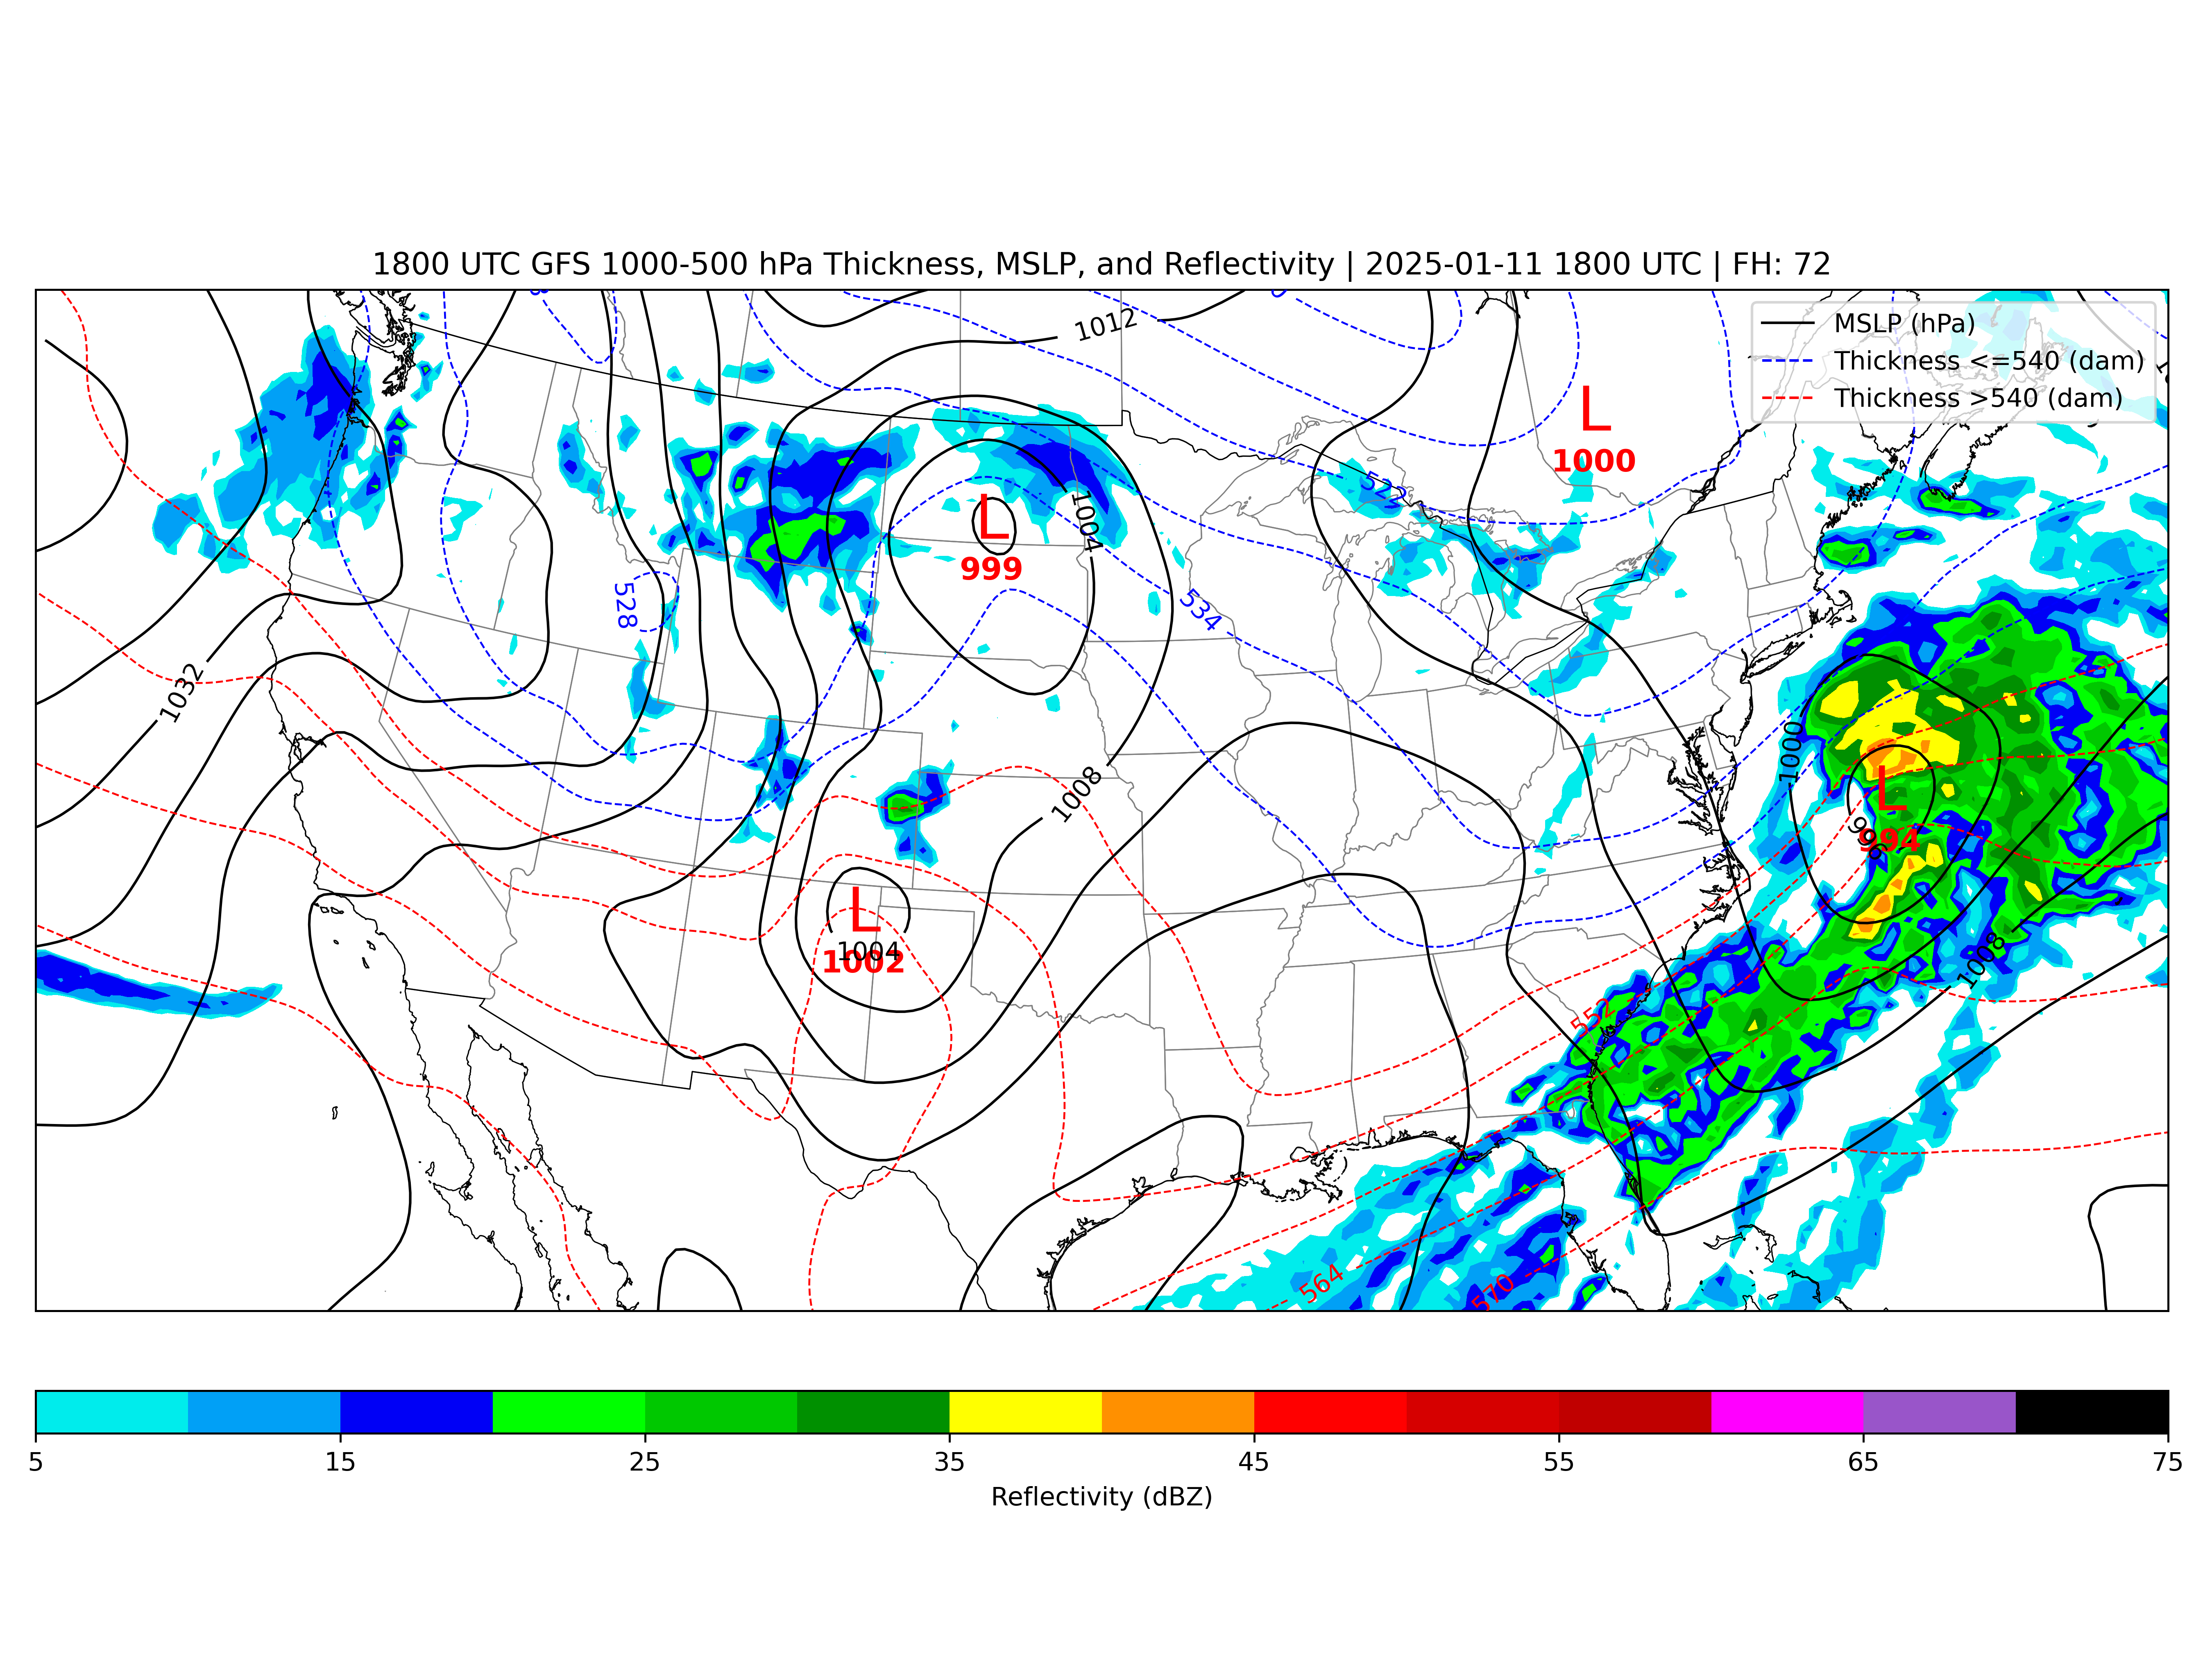 1800 UTC GFS 1000-500 hPa Thickness, MSLP, and Reflectivity | 2025-01-11 1800 UTC | FH: 72
MSLP (hPa)
Thickness <=540 (dam)
Thickness >540 (dam)
1012
L
1000
522
L
999
1004
528
534
1032
1000
1008
L
996
994
L
1004
1002
1008
552
564
570
5 15 25 35 45 55 65 75
Reflectivity (dBZ)